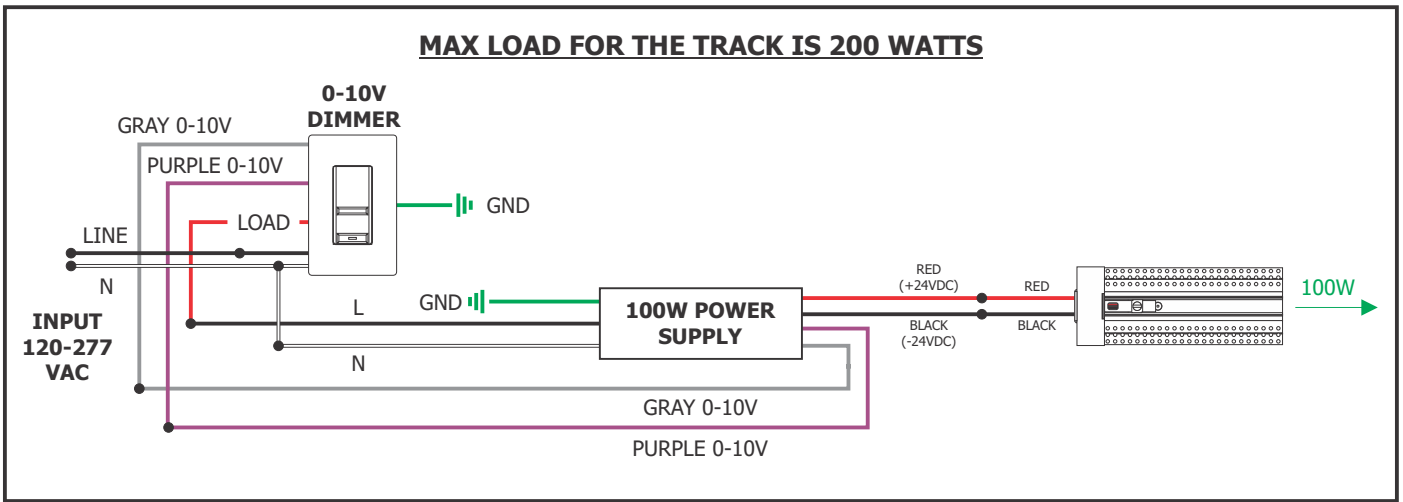 MAX LOAD FOR THE TRACK IS 200 WATTS
0-10V
DIMMER
GRAY 0-10V
PURPLE 0-10V
LOAD
GND
LINE
N
INPUT
120-277
VAC
L
N
GND
100W POWER
SUPPLY
RED
(+24VDC)
RED
BLACK
(-24VDC)
BLACK
100W
GRAY 0-10V
PURPLE 0-10V